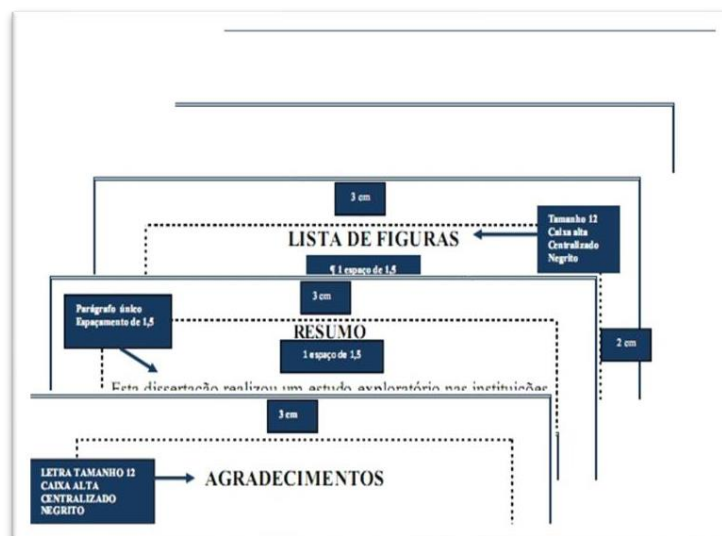 3 cm
Tamanho 12
Caixa alta
Centralizado
Negrito
LISTA DE FIGURAS
¶ 1 espaço de 1,5
3 cm
Parágrafo único
Espaçamento de 1,5
RESUMO
1 espaço de 1,5
2 cm
Esta dissertação realizou um estudo exploratório nas instituições
3 cm
LETRA TAMANHO 12
CAIXA ALTA
CENTRALIZADO
NEGRITO
AGRADECIMENTOS